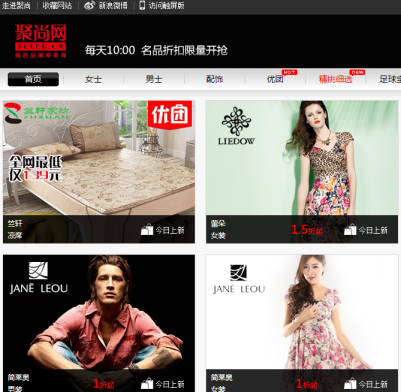 走进聚尚 收藏网站 新浪微博 访问触屏版
聚尚网
每天10:00 名品折扣限量开抢
首页 女士 男士 配饰 优团 HOT 精挑细选 new 足球宝
竺轩家纺
ZHUXUAN
优团
全网最低
仅139元
竺轩
凉席
今日上新
LIEDOW
蕾朵
女装
1.5折起
今日上新
JANE LEOU
简莱奥
男装
1折起
今日上新
JANE LEOU
简莱奥
女装
1折起
今日上新